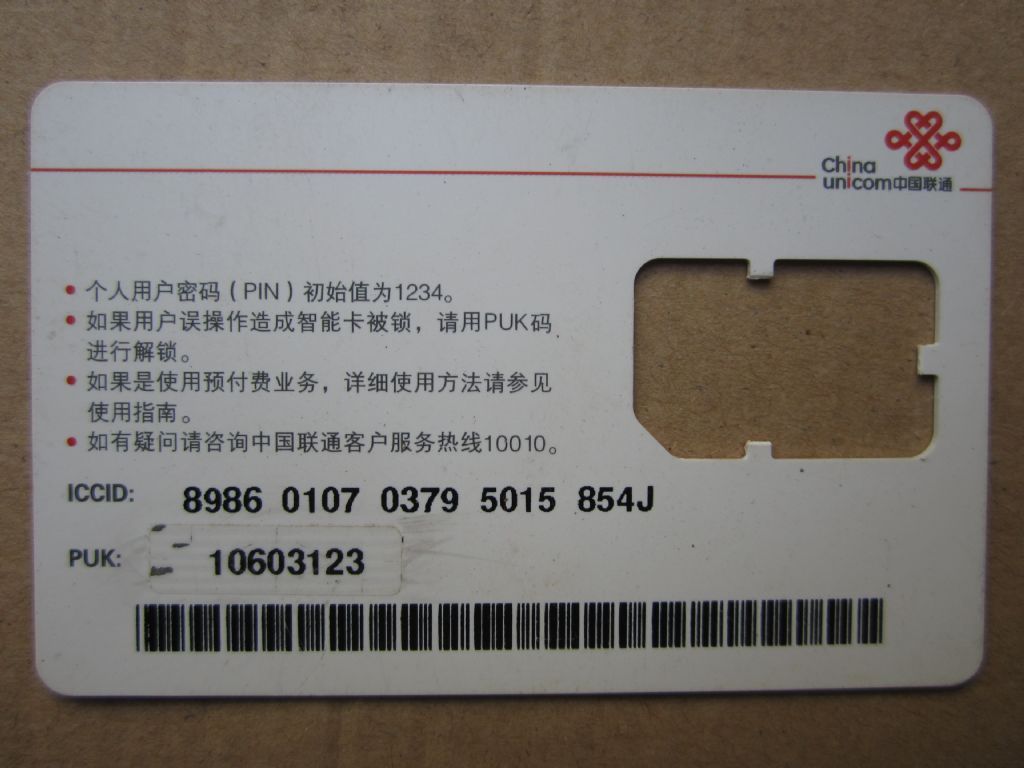 China
unicom中国联通
• 个人用户密码（PIN）初始值为1234。
• 如果用户误操作造成智能卡被锁，请用PUK码
进行解锁。
• 如果是使用预付费业务，详细使用方法请参见
使用指南。
• 如有疑问请咨询中国联通客户服务热线10010。
ICCID: 8986 0107 0379 5015 854J
PUK: 10603123